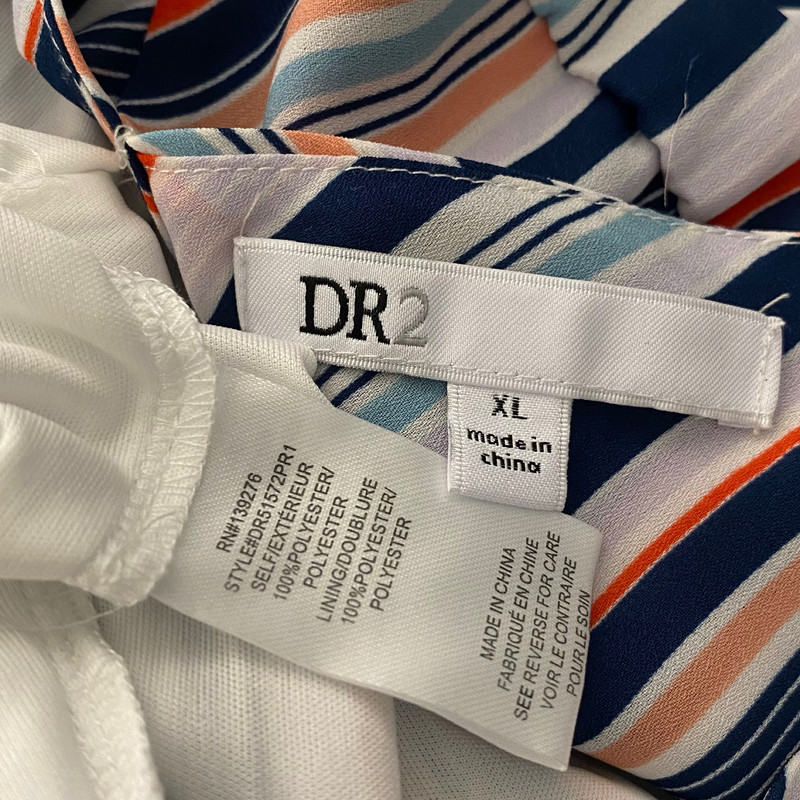 DR2
XL
made in
china
RN#139276
STYLE#DR51572PR1
SELF/EXTÉRIEUR
100%POLYESTER/
POLYESTER
LINING/DOUBLURE
100%POLYESTER/
POLYESTER
MADE IN CHINA
FABRIQUÉ EN CHINE
SEE REVERSE FOR CARE
VOIR LE CONTRAIRE
POUR LE SOIN